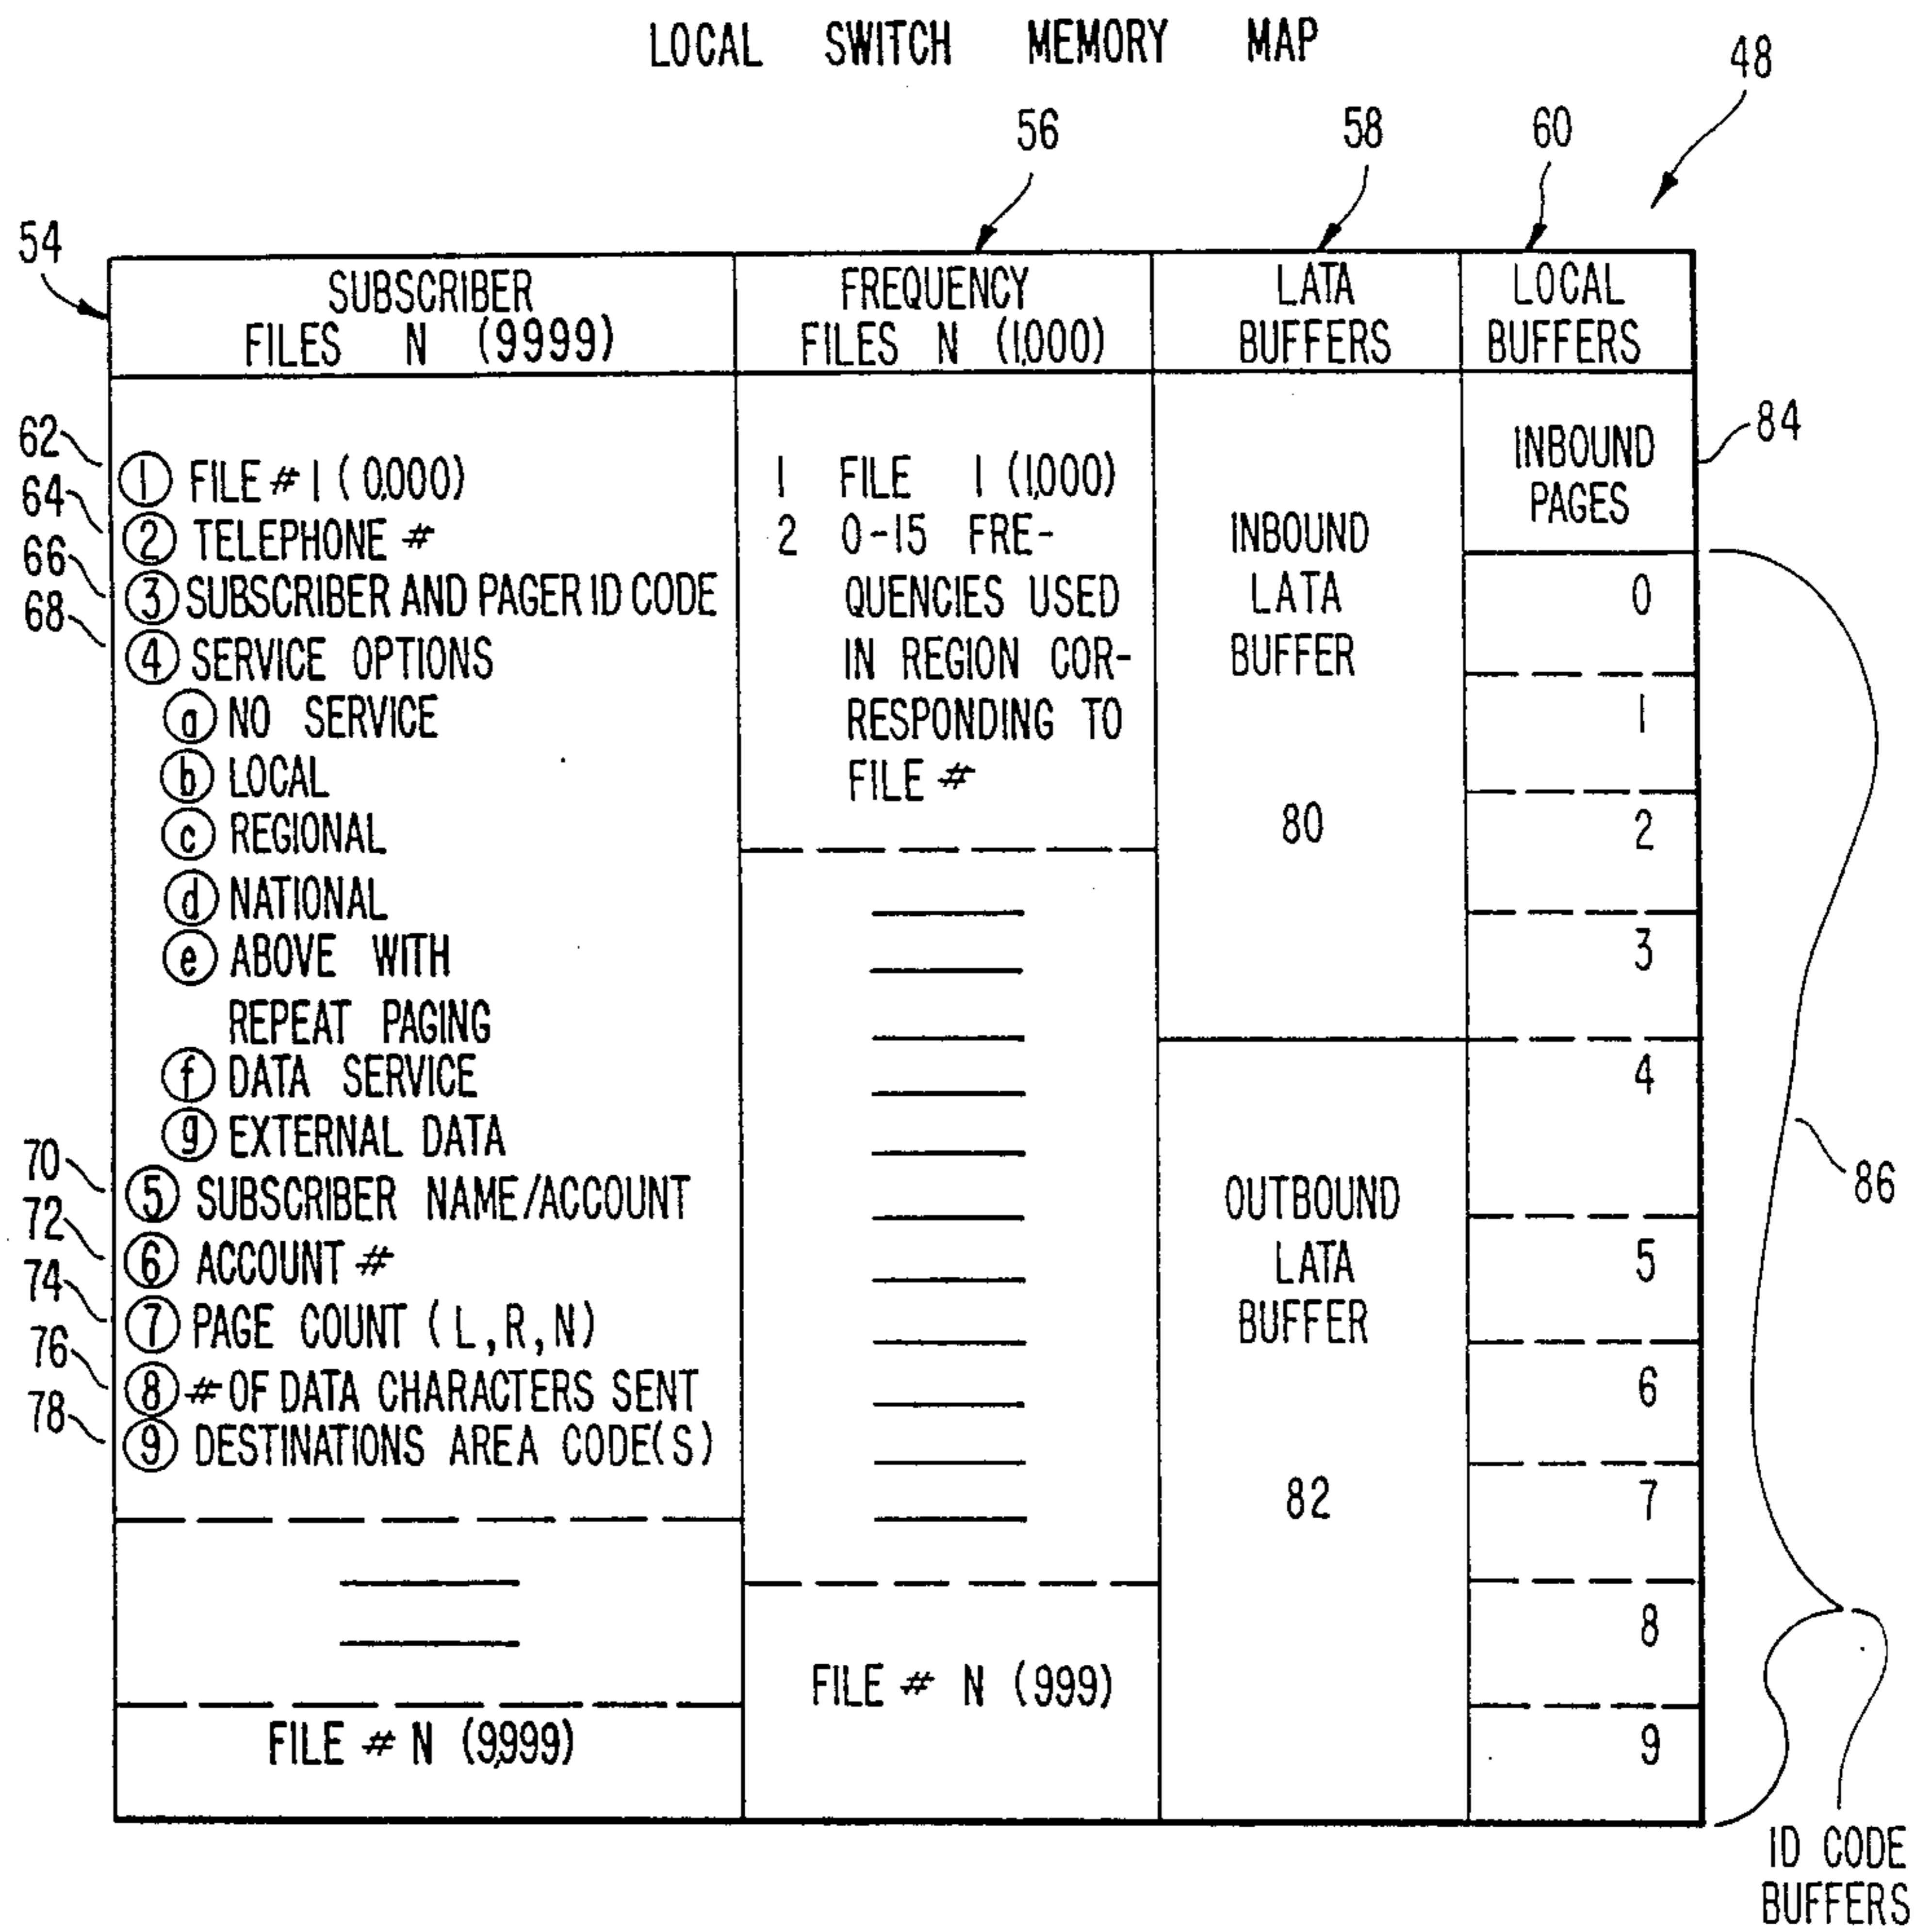 LOCAL SWITCH MEMORY MAP
48
56
58
60
54
SUBSCRIBER
FILES N (9999)
FREQUENCY
FILES N (1,000)
LATA
BUFFERS
LOCAL
BUFFERS
62
① FILE # 1 (0,000)
64
② TELEPHONE #
66
③ SUBSCRIBER AND PAGER ID CODE
68
④ SERVICE OPTIONS
ⓐ NO SERVICE
ⓑ LOCAL
ⓒ REGIONAL
ⓓ NATIONAL
ⓔ ABOVE WITH
REPEAT PAGING
ⓕ DATA SERVICE
ⓖ EXTERNAL DATA
70
⑤ SUBSCRIBER NAME/ACCOUNT
72
⑥ ACCOUNT #
74
⑦ PAGE COUNT (L,R,N)
76
⑧ # OF DATA CHARACTERS SENT
78
⑨ DESTINATIONS AREA CODE(S)
FILE # N (9,999)
1 FILE 1 (1,000)
2 0-15 FRE-
QUENCIES USED
IN REGION COR-
RESPONDING TO
FILE #
FILE # N (999)
INBOUND
LATA
BUFFER
80
OUTBOUND
LATA
BUFFER
82
INBOUND
PAGES
84
0
1
2
3
4
5
6
7
8
9
86
ID CODE
BUFFERS